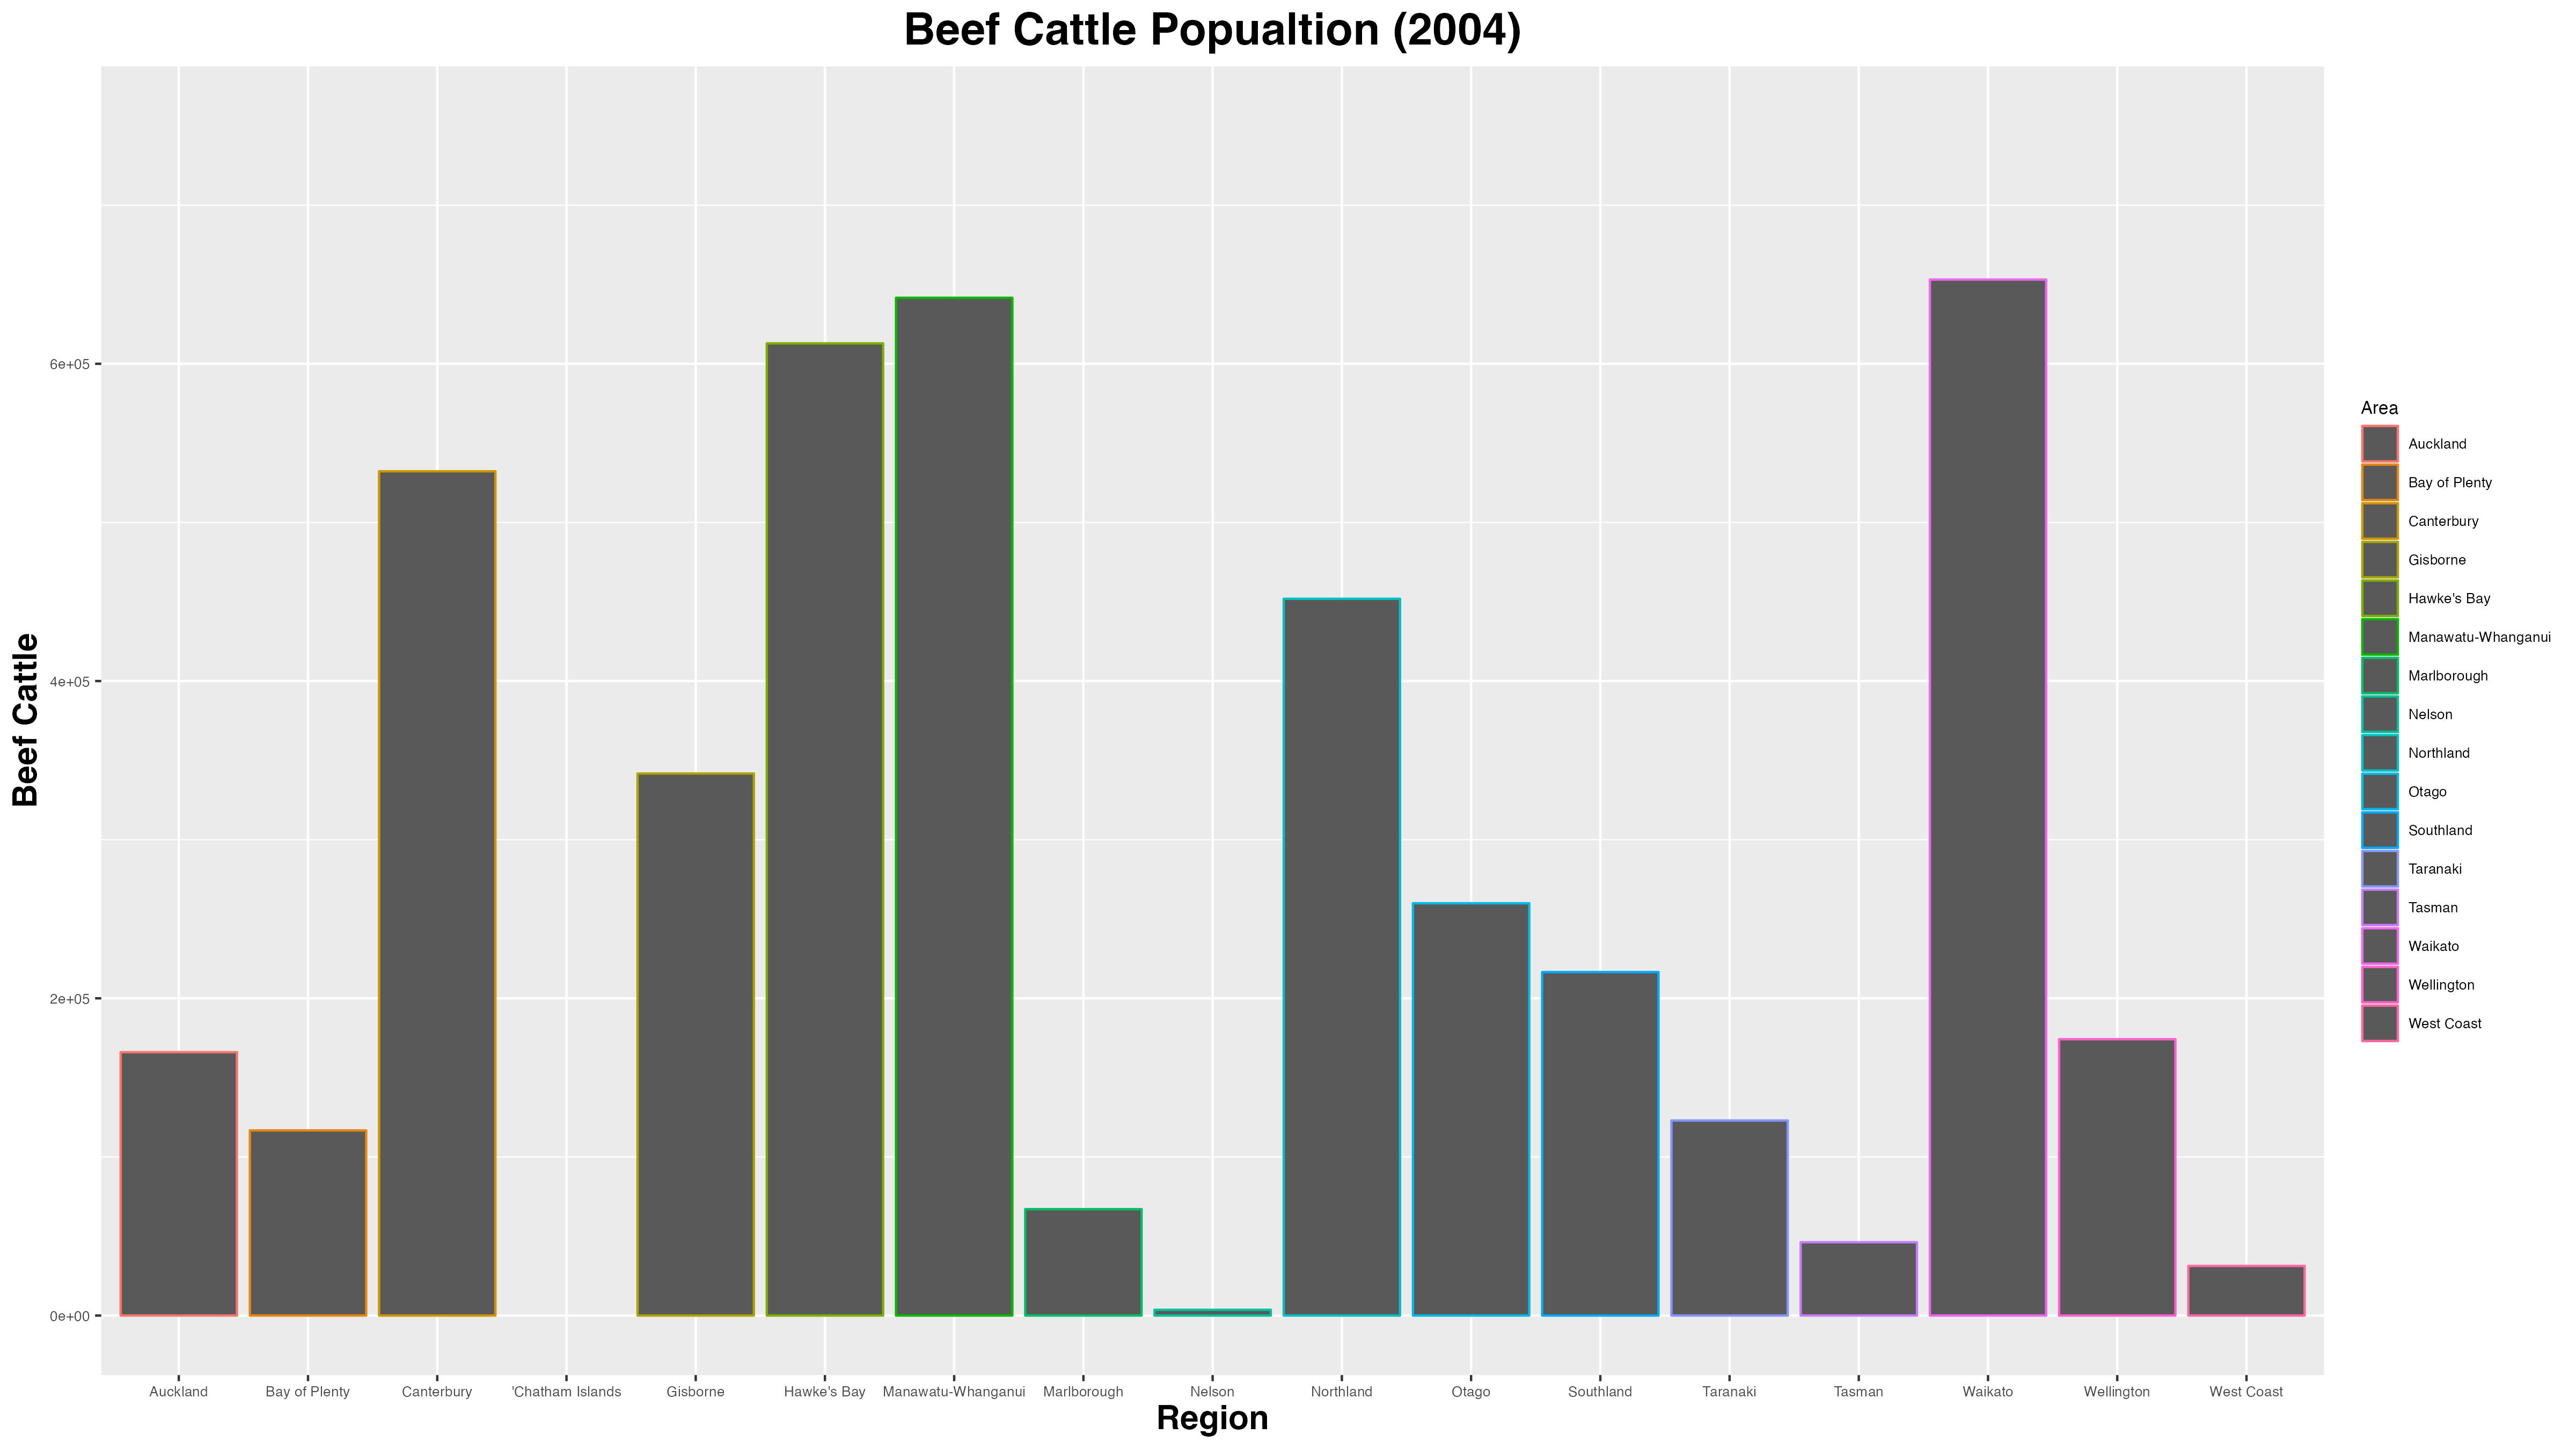 Beef Cattle Popualtion (2004)
Beef Cattle
6e+05
4e+05
2e+05
0e+00
Auckland
Bay of Plenty
Canterbury
'Chatham Islands
Gisborne
Hawke's Bay
Manawatu-Whanganui
Marlborough
Nelson
Northland
Otago
Southland
Taranaki
Tasman
Waikato
Wellington
West Coast
Region
Area
Auckland
Bay of Plenty
Canterbury
Gisborne
Hawke's Bay
Manawatu-Whanganui
Marlborough
Nelson
Northland
Otago
Southland
Taranaki
Tasman
Waikato
Wellington
West Coast